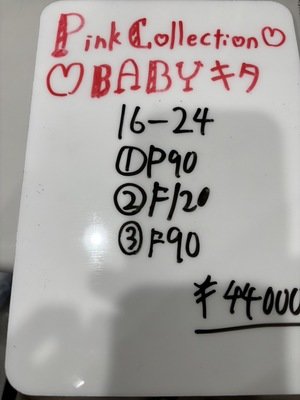 Pink Collection♡
♡BABYキタ
16-24
①P90
②F120
③F90
¥44000